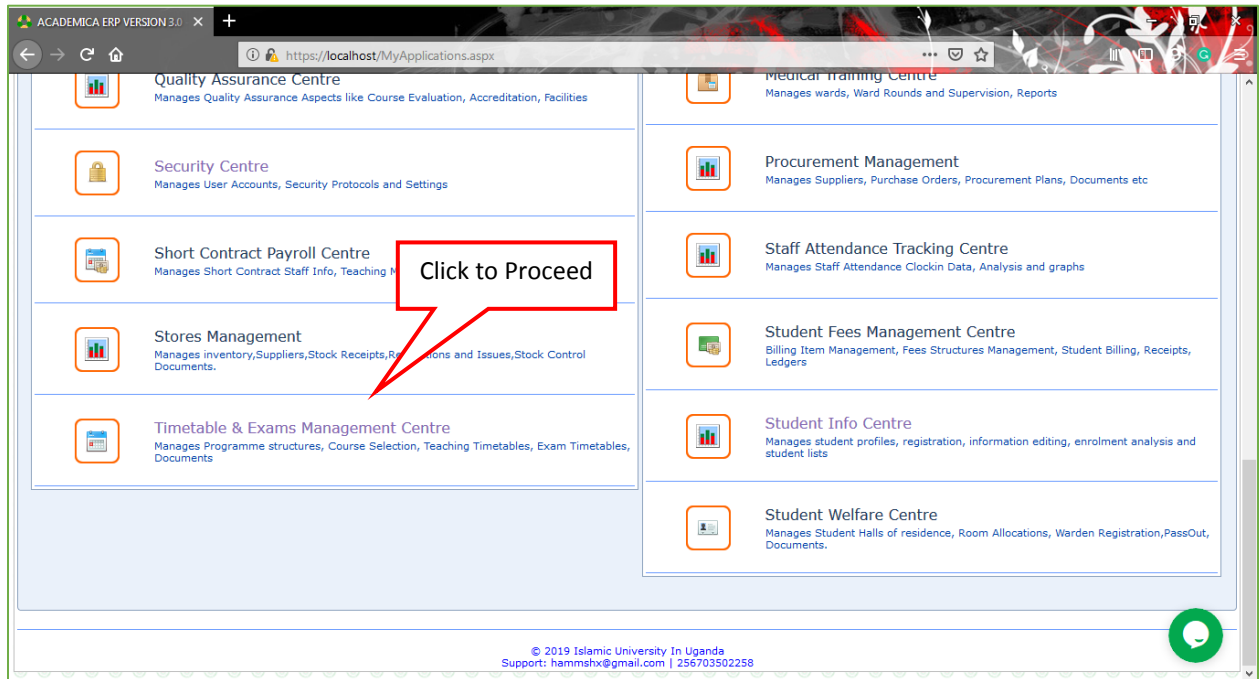 ACADEMICA ERP VERSION 3.0
https://localhost/MyApplications.aspx
Quality Assurance Centre
Manages Quality Assurance Aspects like Course Evaluation, Accreditation, Facilities
Security Centre
Manages User Accounts, Security Protocols and Settings
Short Contract Payroll Centre
Manages Short Contract Staff Info, Teaching
Click to Proceed
Stores Management
Manages inventory,Suppliers,Stock Receipts, and Issues,Stock Control
Documents.
Timetable & Exams Management Centre
Manages Programme structures, Course Selection, Teaching Timetables, Exam Timetables,
Documents
Medical Training Centre
Manages wards, Ward Rounds and Supervision, Reports
Procurement Management
Manages Suppliers, Purchase Orders, Procurement Plans, Documents etc
Staff Attendance Tracking Centre
Manages Staff Attendance Clockin Data, Analysis and graphs
Student Fees Management Centre
Billing Item Management, Fees Structures Management, Student Billing, Receipts,
Ledgers
Student Info Centre
Manages student profiles, registration, information editing, enrolment analysis and
student lists
Student Welfare Centre
Manages Student Halls of residence, Room Allocations, Warden Registration,PassOut,
Documents.
© 2019 Islamic University In Uganda
Support: hammshx@gmail.com | 256703502258